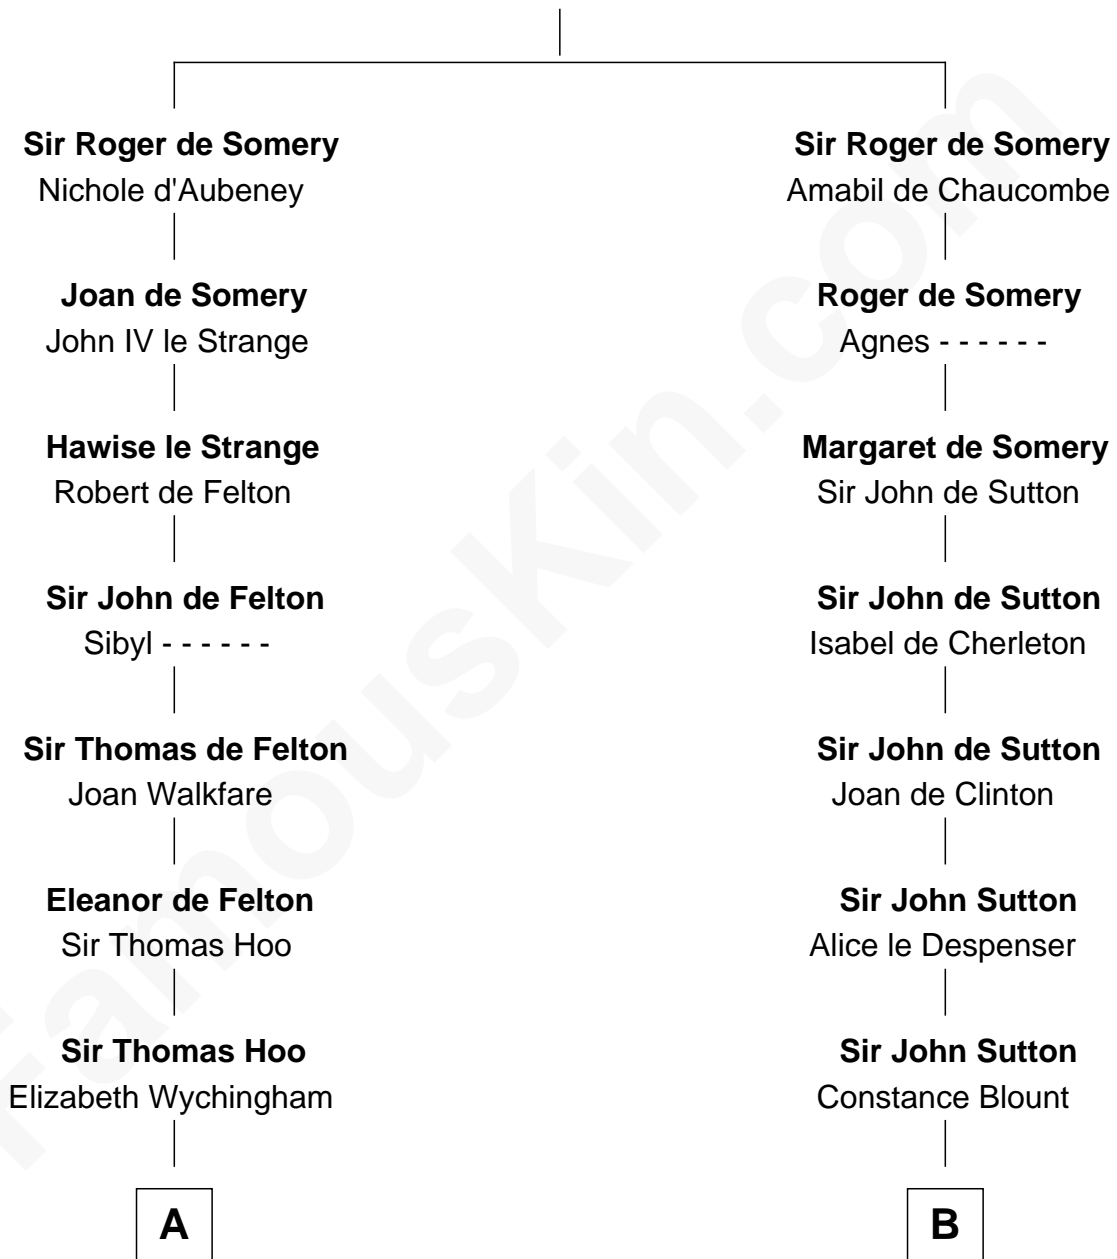 Sir Roger de Somery
Nichole d'Aubeney
Joan de Somery
John IV le Strange
Hawise le Strange
Robert de Felton
Sir John de Felton
Sibyl - - - - - -
Sir Thomas de Felton
Joan Walkfare
Eleanor de Felton
Sir Thomas Hoo
Sir Thomas Hoo
Elizabeth Wychingham
A
Sir Roger de Somery
Amabil de Chaucombe
Roger de Somery
Agnes - - - - - -
Margaret de Somery
Sir John de Sutton
Sir John de Sutton
Isabel de Cherleton
Sir John de Sutton
Joan de Clinton
Sir John Sutton
Alice le Despenser
Sir John Sutton
Constance Blount
B
FamousKin.com